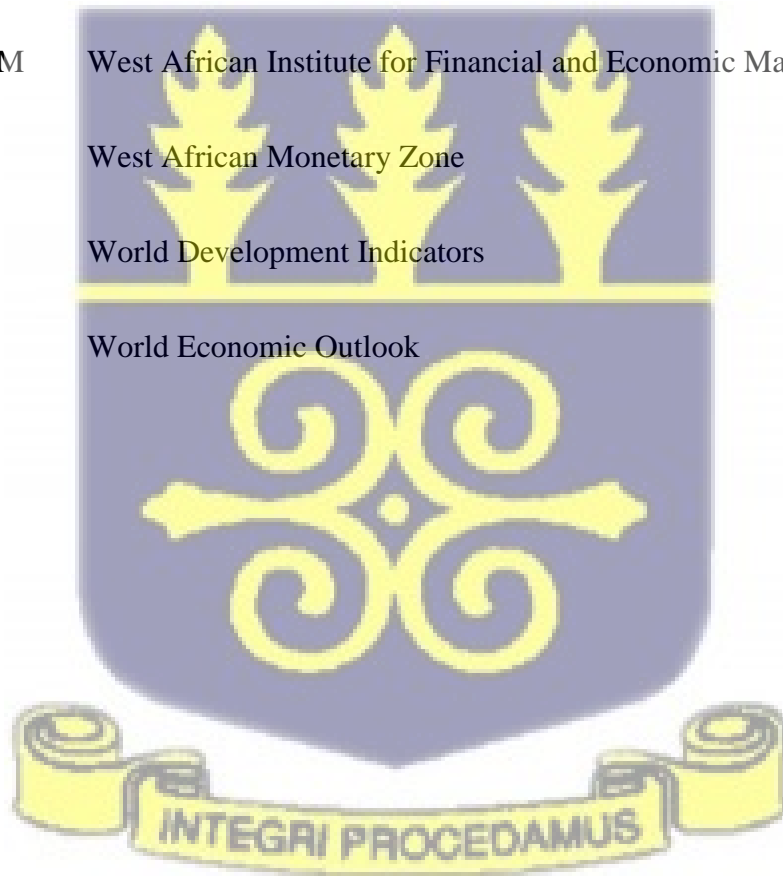 M West African Institute for Financial and Economic Ma
West African Monetary Zone
World Development Indicators
World Economic Outlook
INTEGRI PROCEDAMUS